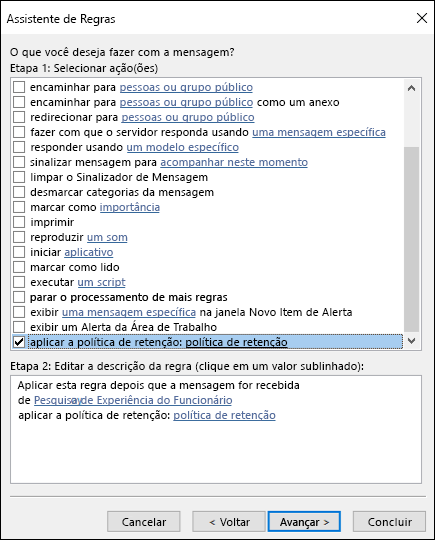 Assistente de Regras
O que você deseja fazer com a mensagem?
Etapa 1: Selecionar ação(ões)
encaminhar para pessoas ou grupo público
encaminhar para pessoas ou grupo público como um anexo
redirecionar para pessoas ou grupo público
fazer com que o servidor responda usando uma mensagem específica
responder usando um modelo específico
sinalizar mensagem para acompanhar neste momento
limpar o Sinalizador de Mensagem
desmarcar categorias da mensagem
marcar como importância
imprimir
reproduzir um som
iniciar aplicativo
marcar como lido
executar um script
parar o processamento de mais regras
exibir uma mensagem específica na janela Novo Item de Alerta
exibir um Alerta da Área de Trabalho
aplicar a política de retenção: política de retenção
Etapa 2: Editar a descrição da regra (clique em um valor sublinhado):
Aplicar esta regra depois que a mensagem for recebida
de de Experiência do Funcionário
aplicar a política de retenção: política de retenção
Cancelar < Voltar Avançar > Concluir